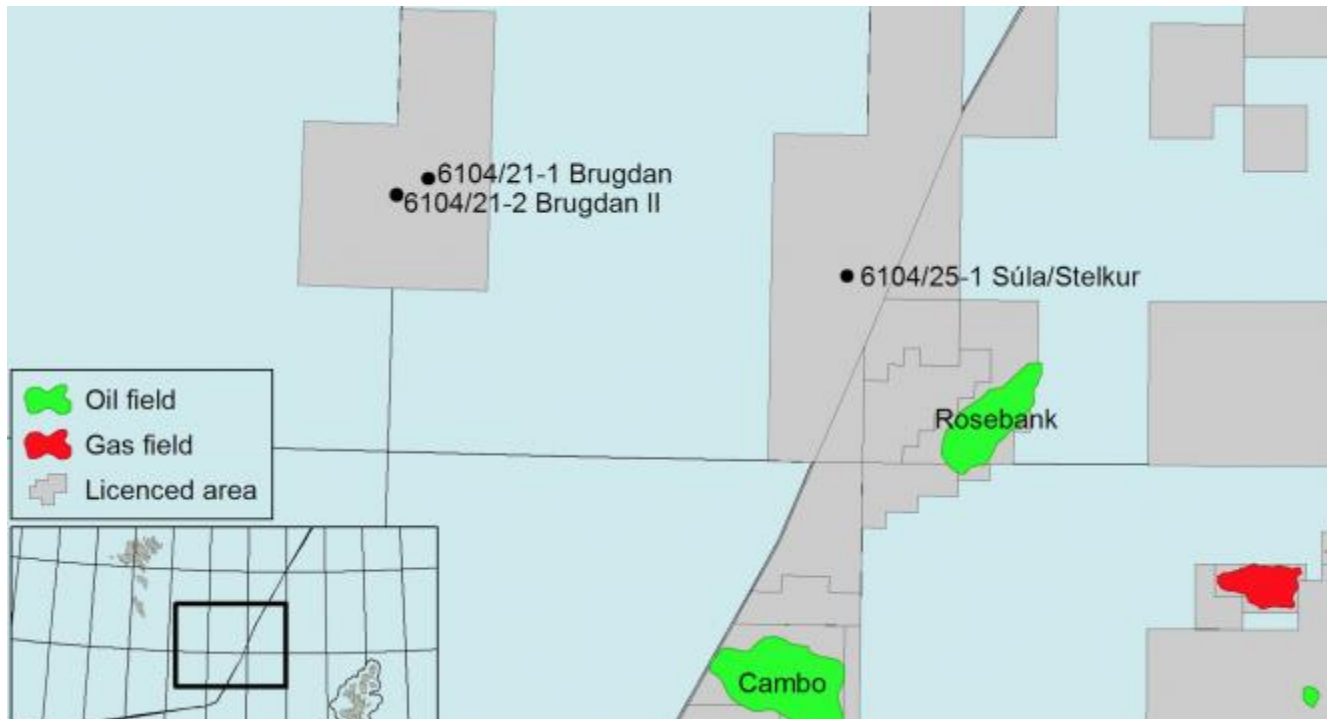 6104/21-1 Brugdan
6104/21-2 Brugdan II
6104/25-1 Súla/Stelkur
Oil field
Gas field
Licenced area
Rosebank
Cambo